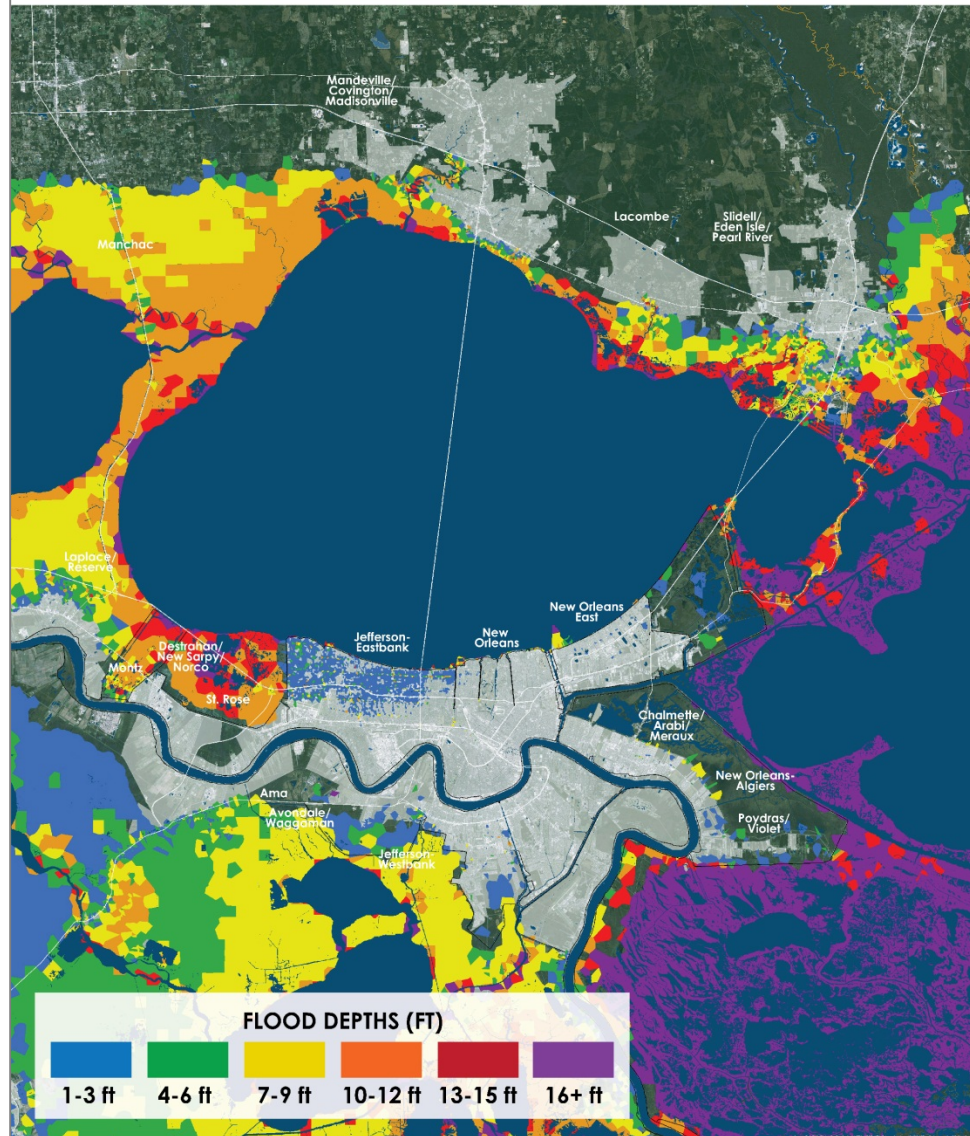 Mandeville/
Covington/
Madisonville
Lacombe
Slidell/
Eden Isle/
Pearl River
Manchac
Laplace/
Reserve
New Orleans
East
New
Orleans
Jefferson-
Eastbank
Destrahan/
New Sarpy/
Norco
Montz
St. Rose
Chalmette/
Arabi/
Meraux
New Orleans-
Algiers
Ama
Avondale/
Waggaman
Poydras/
Violet
Jefferson-
Westbank
FLOOD DEPTHS (FT)
1-3 ft
4-6 ft
7-9 ft
10-12 ft
13-15 ft
16+ ft